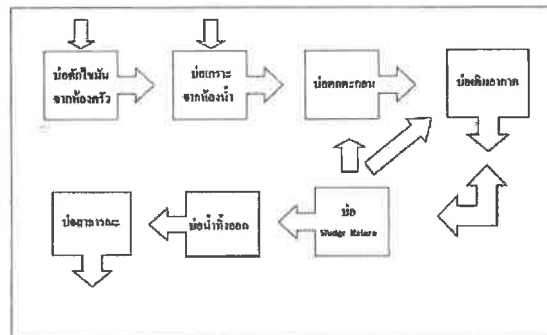 บ่อดักไขมัน
จากห้องครัว
บ่อเกรอะ
จากห้องน้ำ
บ่อตกตะกอน
บ่อเติมอากาศ
บ่อสาธารณะ
บ่อน้ำทิ้งออก
บ่อ
Sludge Return